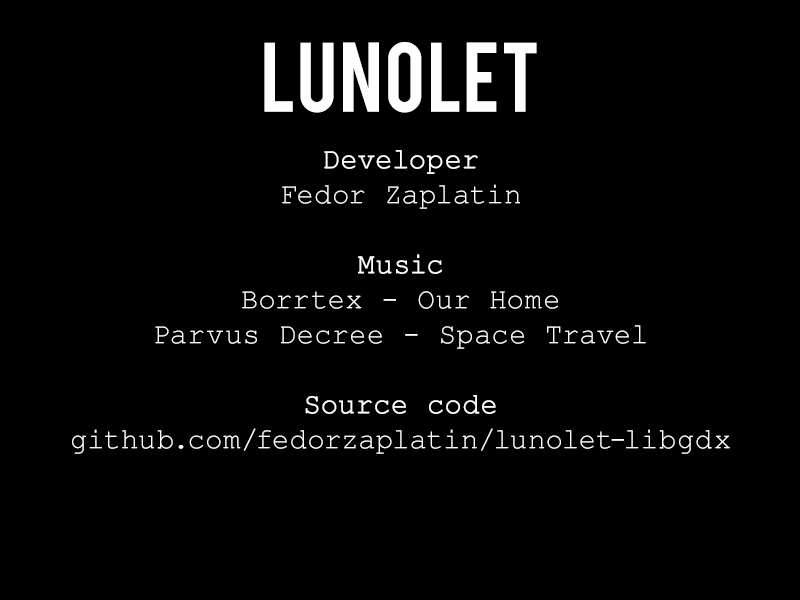 LUNOLET
Developer
Fedor Zaplatin
Music
Borrtex - Our Home
Parvus Decree - Space Travel
Source code
github.com/fedorzaplatin/lunolet-libgdx